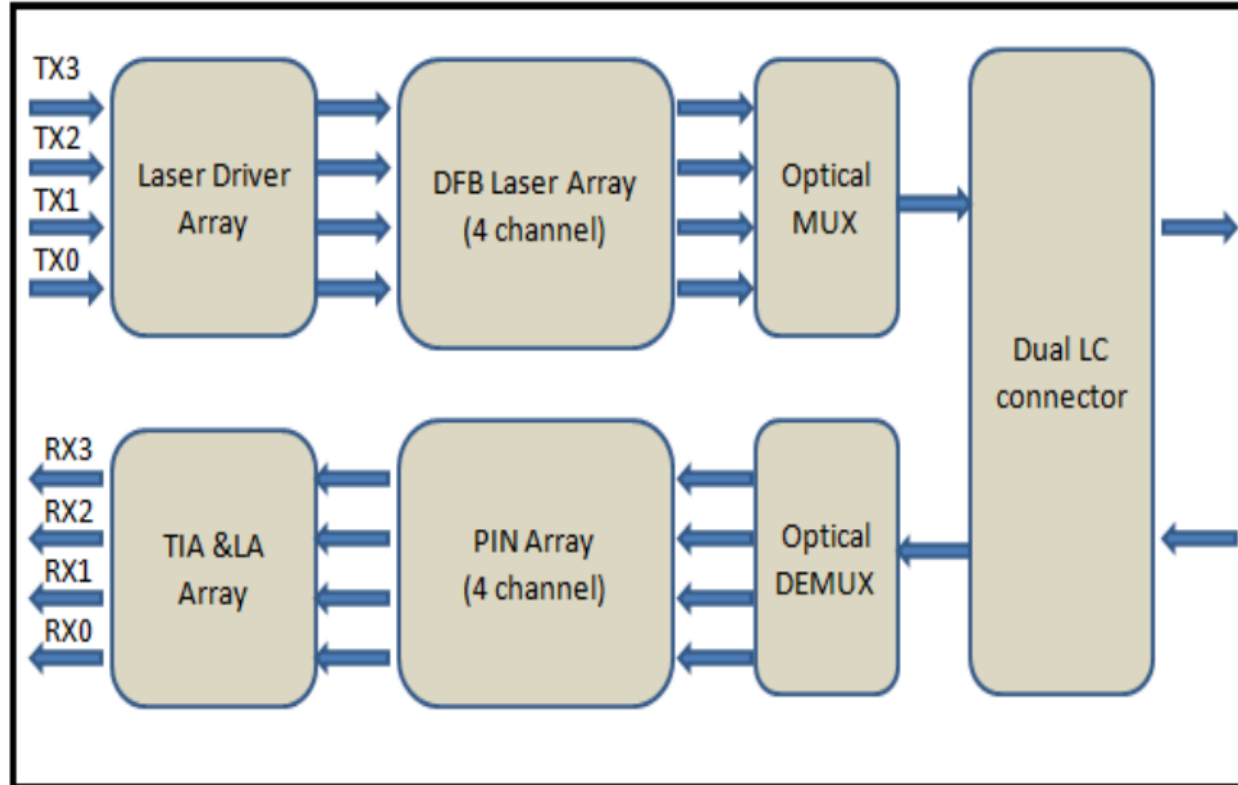 TX3
TX2
TX1
TX0
Laser Driver
Array
DFB Laser Array
(4 channel)
Optical
MUX
Dual LC
connector
RX3
RX2
RX1
RX0
TIA &LA
Array
PIN Array
(4 channel)
Optical
DEMUX